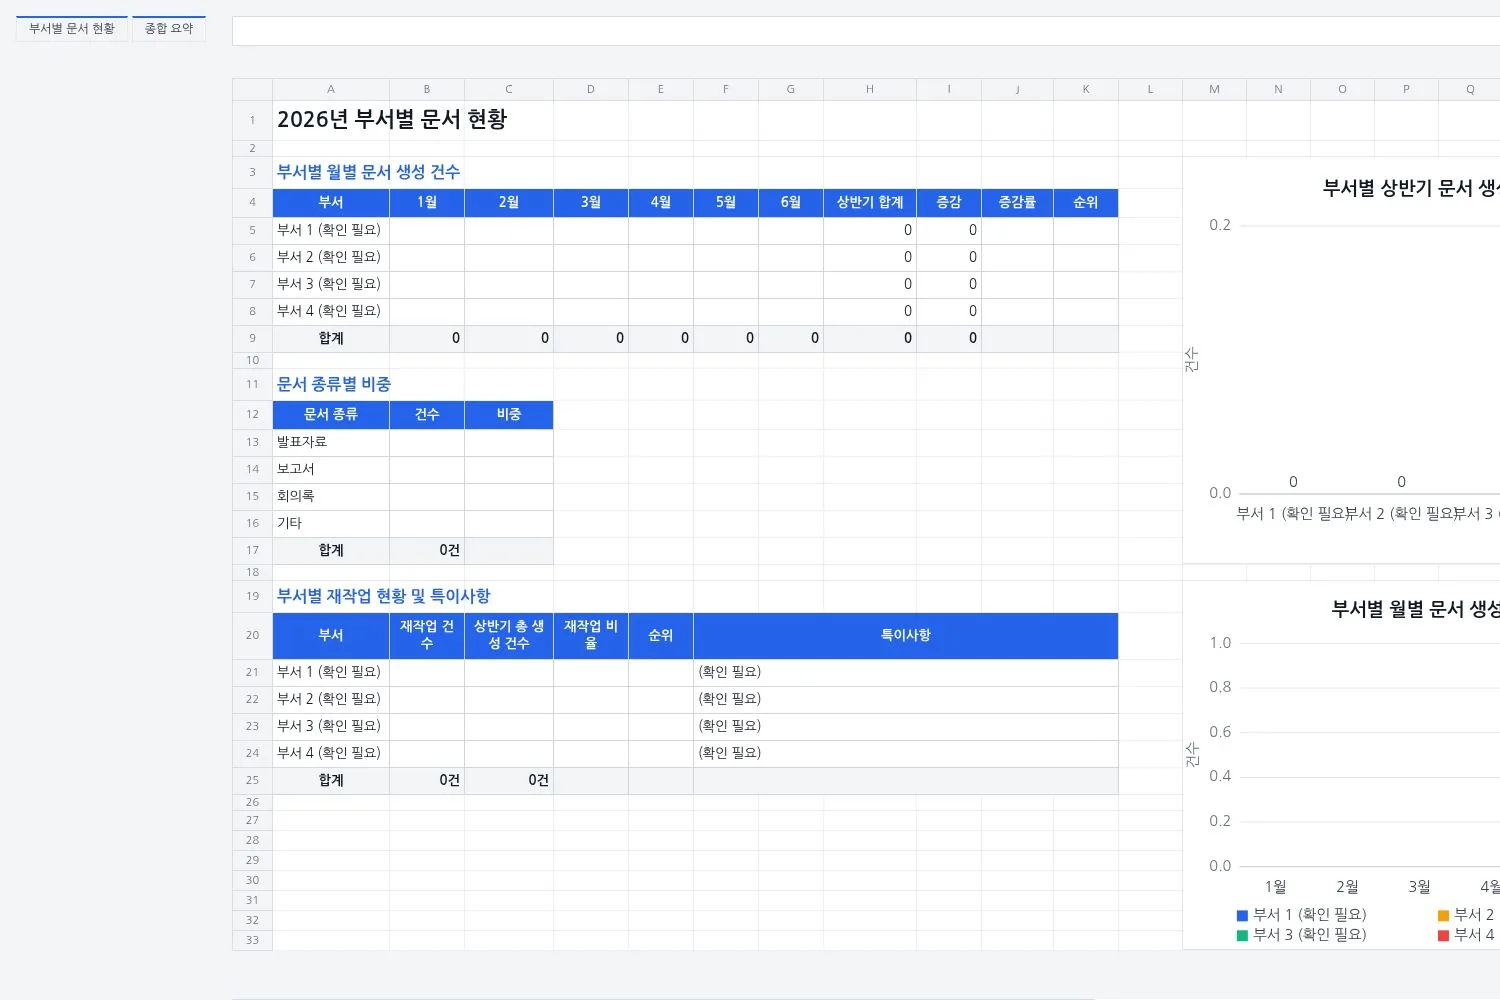 부서별 문서 현황 종합 요약
A B C D E F G H I J K L M N O P Q
1 2026년 부서별 문서 현황
2
3 부서별 월별 문서 생성 건수
4 부서 1월 2월 3월 4월 5월 6월 상반기 합계 증감 증감률 순위
5 부서 1 (확인 필요) 0 0
6 부서 2 (확인 필요) 0 0
7 부서 3 (확인 필요) 0 0
8 부서 4 (확인 필요) 0 0
9 합계 0 0 0 0 0 0 0 0
10
11 문서 종류별 비중
12 문서 종류 건수 비중
13 발표자료
14 보고서
15 회의록
16 기타
17 합계 0건
18
19 부서별 재작업 현황 및 특이사항
20 부서 재작업 건수 상반기 총 생성 건수 재작업 비율 순위 특이사항
21 부서 1 (확인 필요) (확인 필요)
22 부서 2 (확인 필요) (확인 필요)
23 부서 3 (확인 필요) (확인 필요)
24 부서 4 (확인 필요) (확인 필요)
25 합계 0건 0건
26
27
28
29
30
31
32
33
부서별 상반기 문서
0.2
건수
0 0
0.0
부서 1 (확인 필요) 부서 2 (확인 필요) 부서 3
부서별 월별 문서 생성
1.0
0.8
0.6
건수
0.4
0.2
0.0
1월 2월 3월 4월
부서 1 (확인 필요) 부서 2
부서 3 (확인 필요) 부서 4